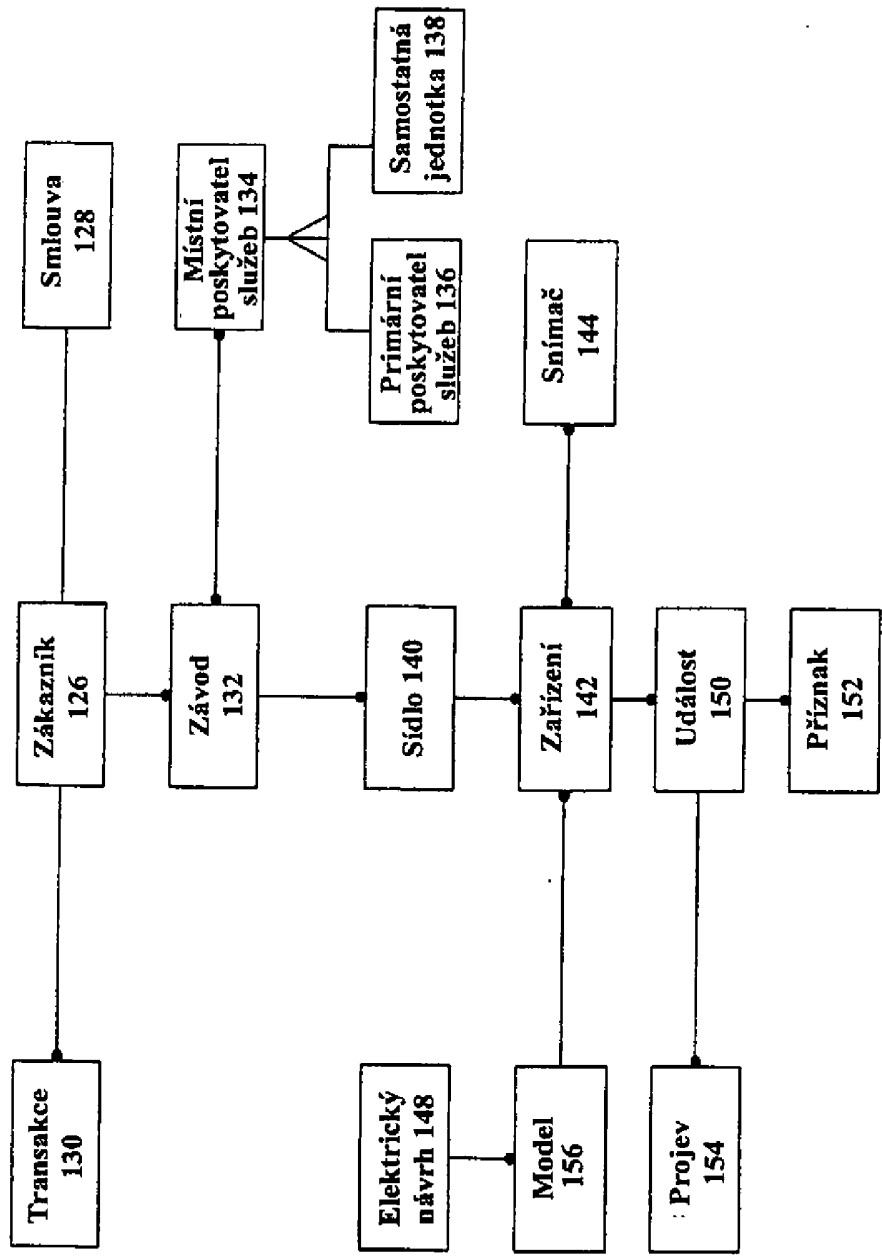 Transakce
130
Zákazník
126
Smlouva
128
Závod
132
Místní
poskytovatel
služeb 134
Primární
poskytovatel
služeb 136
Samostatná
jednotka 138
Sídlo 140
Elektrický
návrh 148
Model
156
Zařízení
142
Snímač
144
Projev
154
Událost
150
Příznak
152